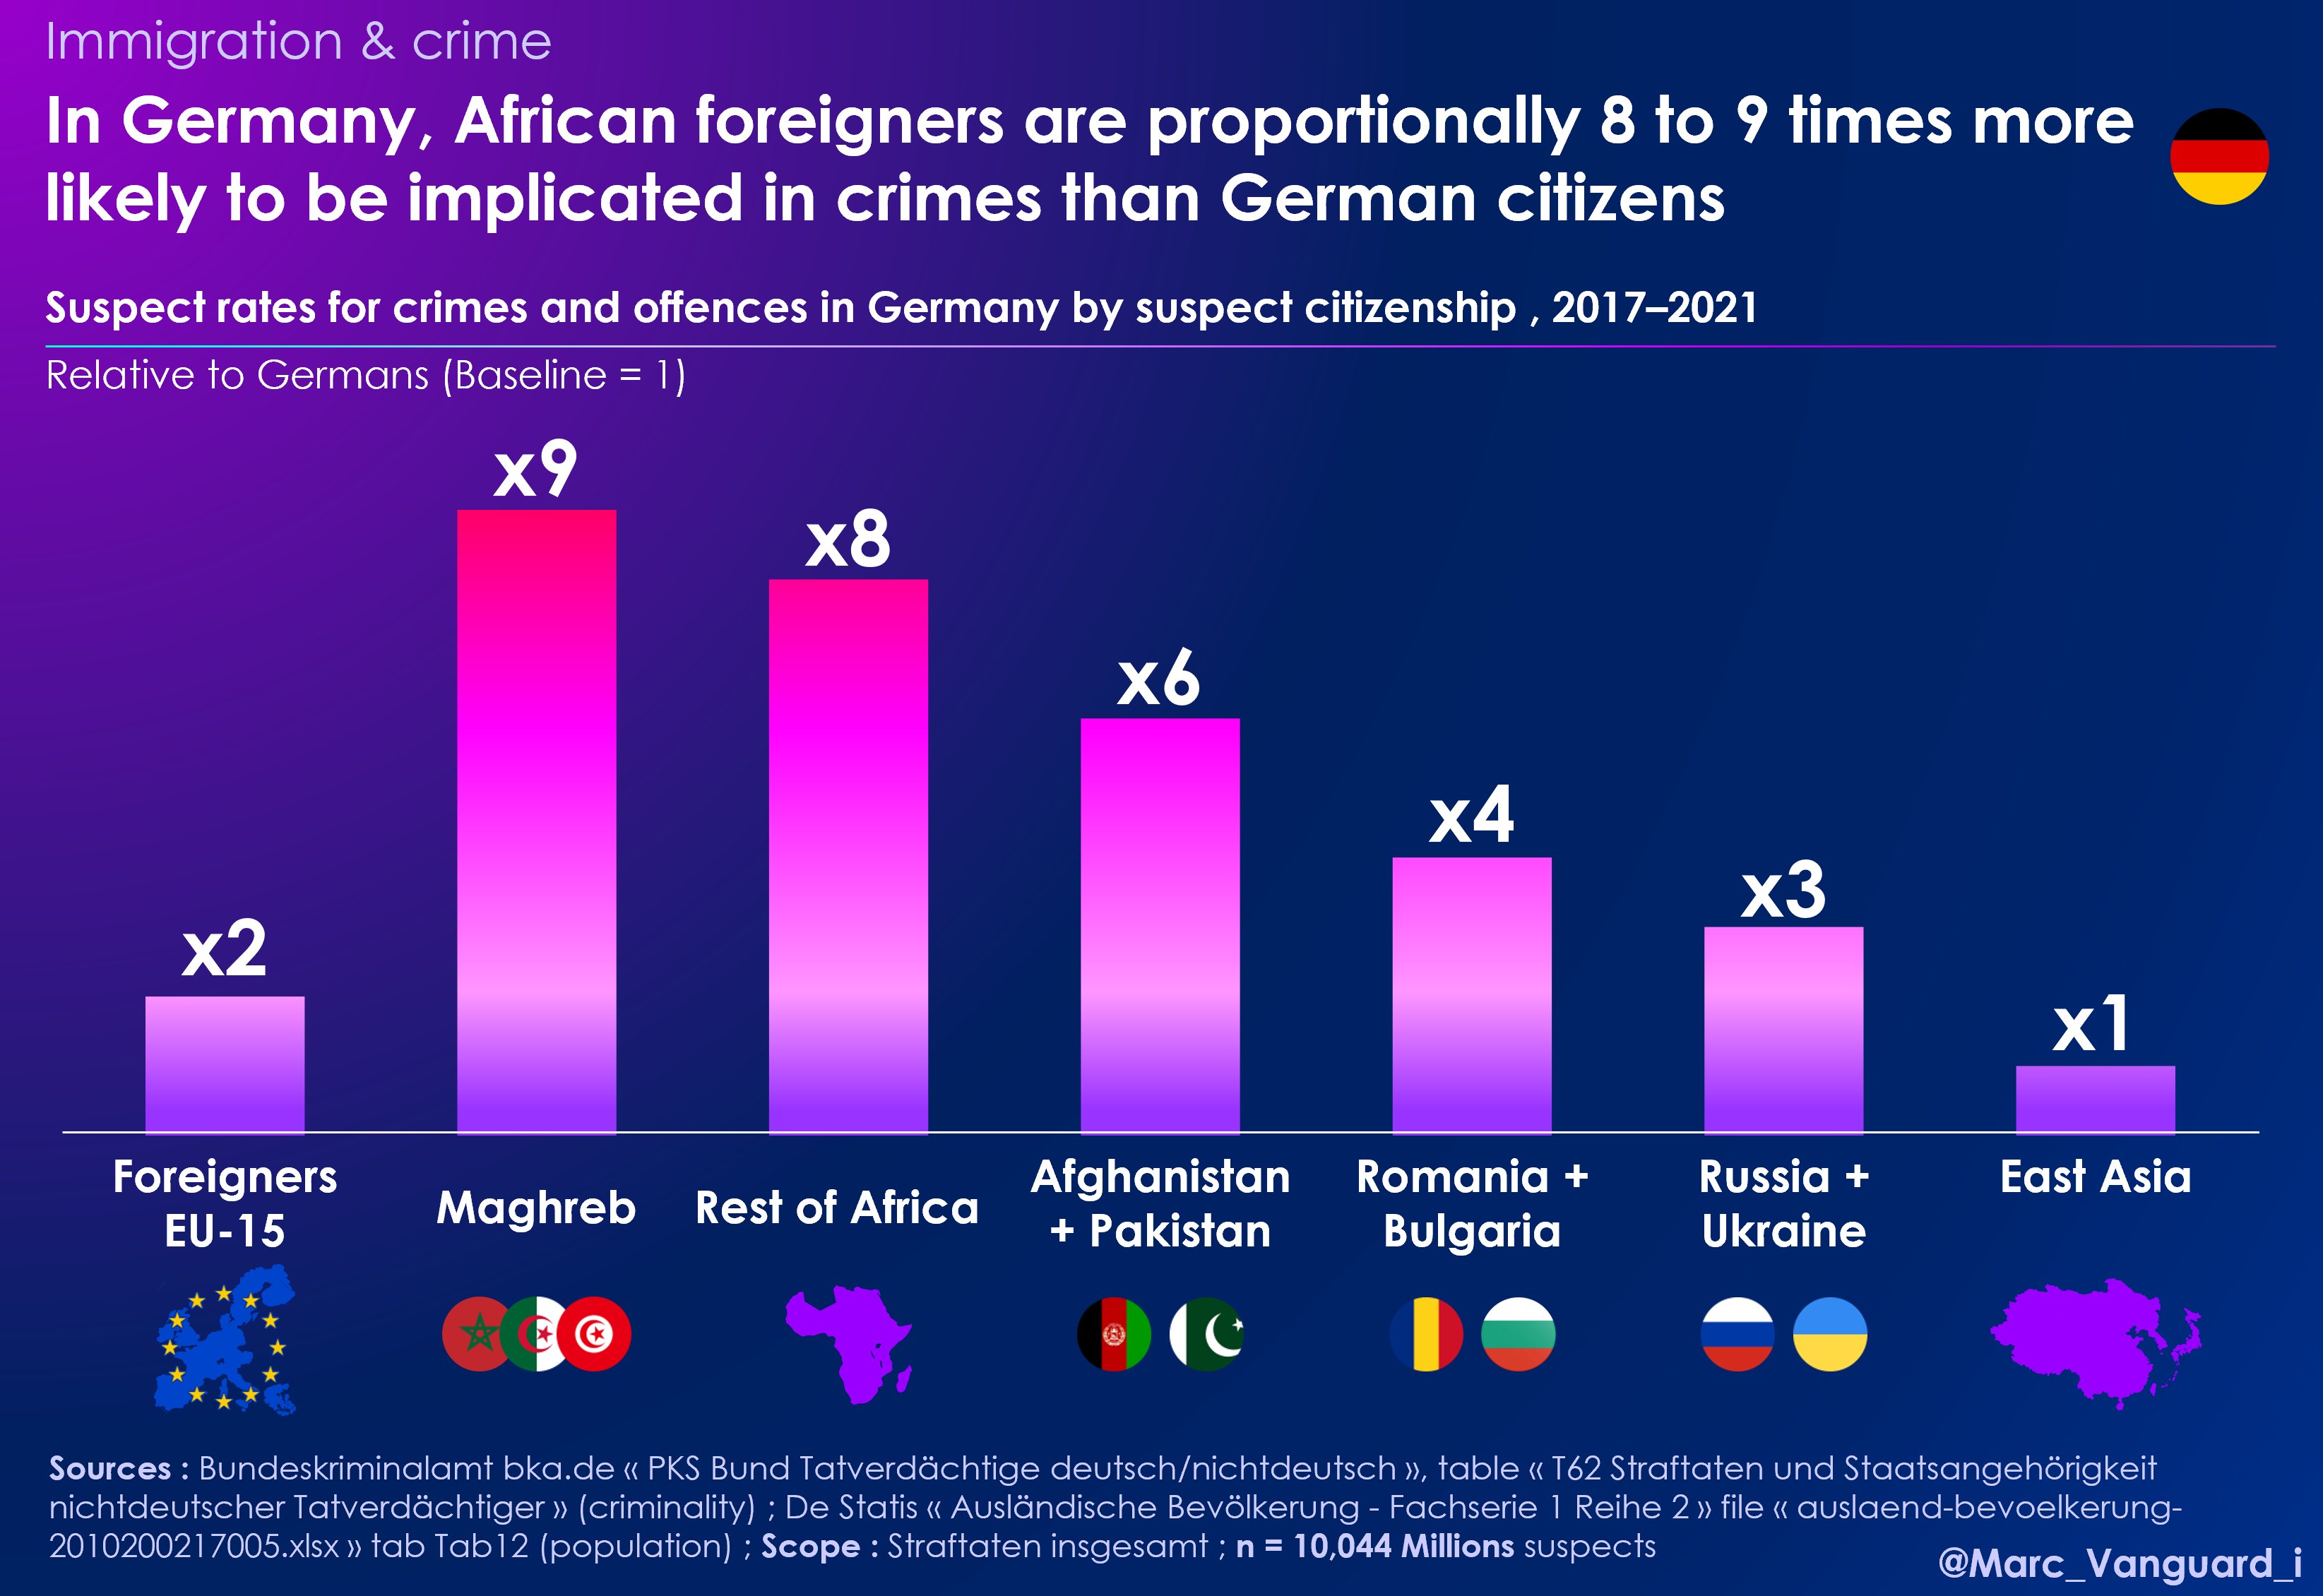 Immigration & crime
In Germany, African foreigners are proportionally 8 to 9 times more
likely to be implicated in crimes than German citizens
Suspect rates for crimes and offences in Germany by suspect citizenship , 2017–2021
Relative to Germans (Baseline = 1)
x2
x9
x8
x6
x4
x3
x1
Foreigners
EU-15
Maghreb
Rest of Africa
Afghanistan
+ Pakistan
Romania +
Bulgaria
Russia +
Ukraine
East Asia
Sources : Bundeskriminalamt bka.de « PKS Bund Tatverdächtige deutsch/nichtdeutsch », table « T62 Straftaten und Staatsangehörigkeit
nichtdeutscher Tatverdächtiger » (criminality) ; De Statis « Ausländische Bevölkerung - Fachserie 1 Reihe 2 » file « auslaend-bevoelkerung-
2010200217005.xlsx » tab Tab12 (population) ; Scope : Straftaten insgesamt ; n = 10,044 Millions suspects
@Marc_Vanguard_i